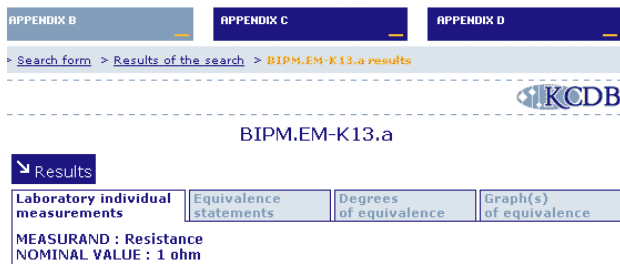 APPENDIX B APPENDIX C APPENDIX D
> Search form > Results of the search > BIPM.EM-K13.a results
KCDB
BIPM.EM-K13.a
Results
Laboratory individual measurements
Equivalence statements
Degrees of equivalence
Graph(s) of equivalence
MEASURAND : Resistance
NOMINAL VALUE : 1 ohm